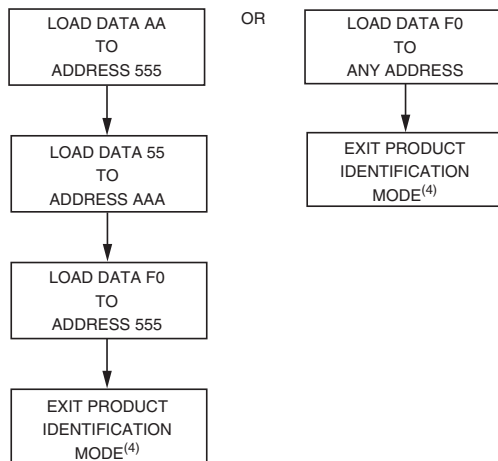 LOAD DATA AA
TO
ADDRESS 555
LOAD DATA 55
TO
ADDRESS AAA
LOAD DATA F0
TO
ADDRESS 555
EXIT PRODUCT
IDENTIFICATION
MODE(4)
OR
LOAD DATA F0
TO
ANY ADDRESS
EXIT PRODUCT
IDENTIFICATION
MODE(4)